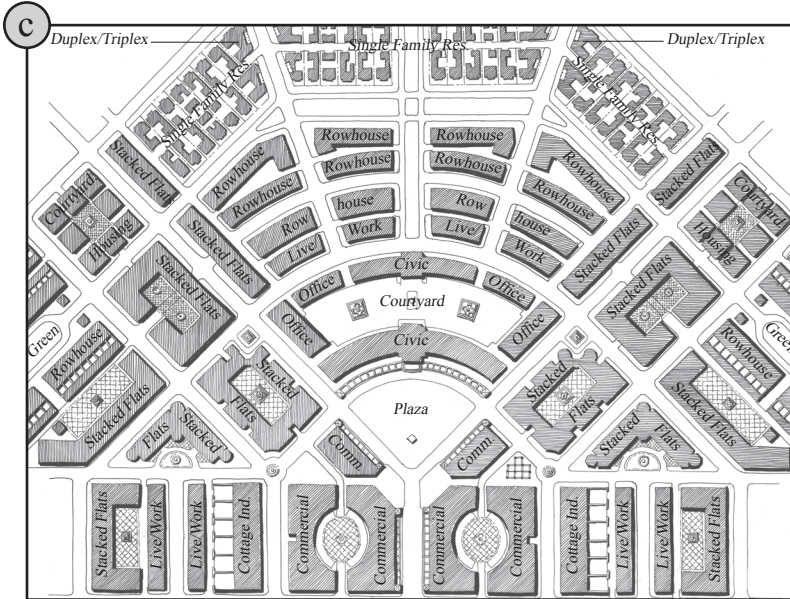 C
Duplex/Triplex
Single Family Res.
Duplex/Triplex
Single Family Res.
Single Family Res.
Stacked Flats
Rowhouse
Rowhouse
Rowhouse
Rowhouse
Stacked Flats
Rowhouse
Rowhouse
Rowhouse
Rowhouse
Courtyard
Housing
Courtyard
Housing
Row
house
Row
house
Live
Work
Live
Work
Stacked Flats
Stacked Flats
Stacked Flats
Stacked Flats
Civic
Office
Office
Courtyard
Office
Office
Civic
Green
Rowhouse
Rowhouse
Green
Stacked Flats
Stacked
Flats
Stacked
Flats
Stacked Flats
Plaza
Flats
Stacked
Comm.
Comm.
Stacked
Flats
Stacked Flats
Live/Work
Live/Work
Cottage Ind.
Commercial
Commercial
Commercial
Commercial
Cottage Ind.
Live/Work
Live/Work
Stacked Flats